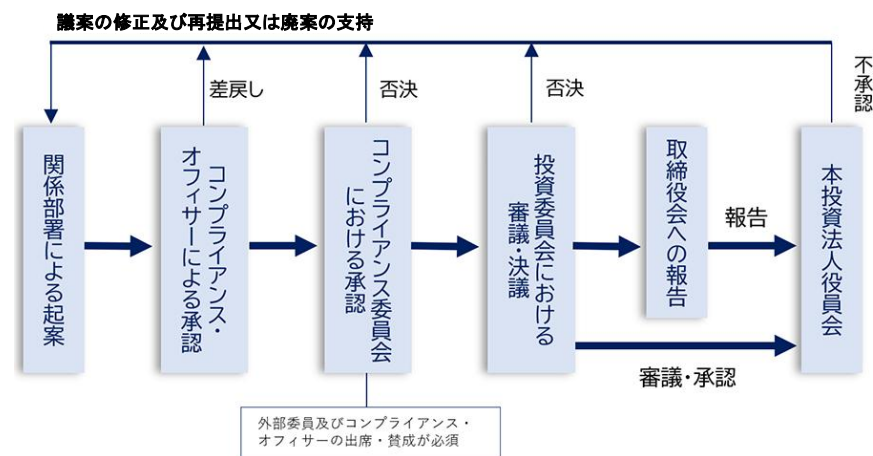 議案の修正及び再提出又は廃案の支持
差戻し
否決
否決
不承認
関係部署による起案
コンプライアンス・
オフィサーによる承認
コンプライアンス委員会
における承認
投資委員会における
審議・決議
取締役会への報告
報告
本投資法人役員会
審議・承認
外部委員及びコンプライアンス・
オフィサーの出席・賛成が必須